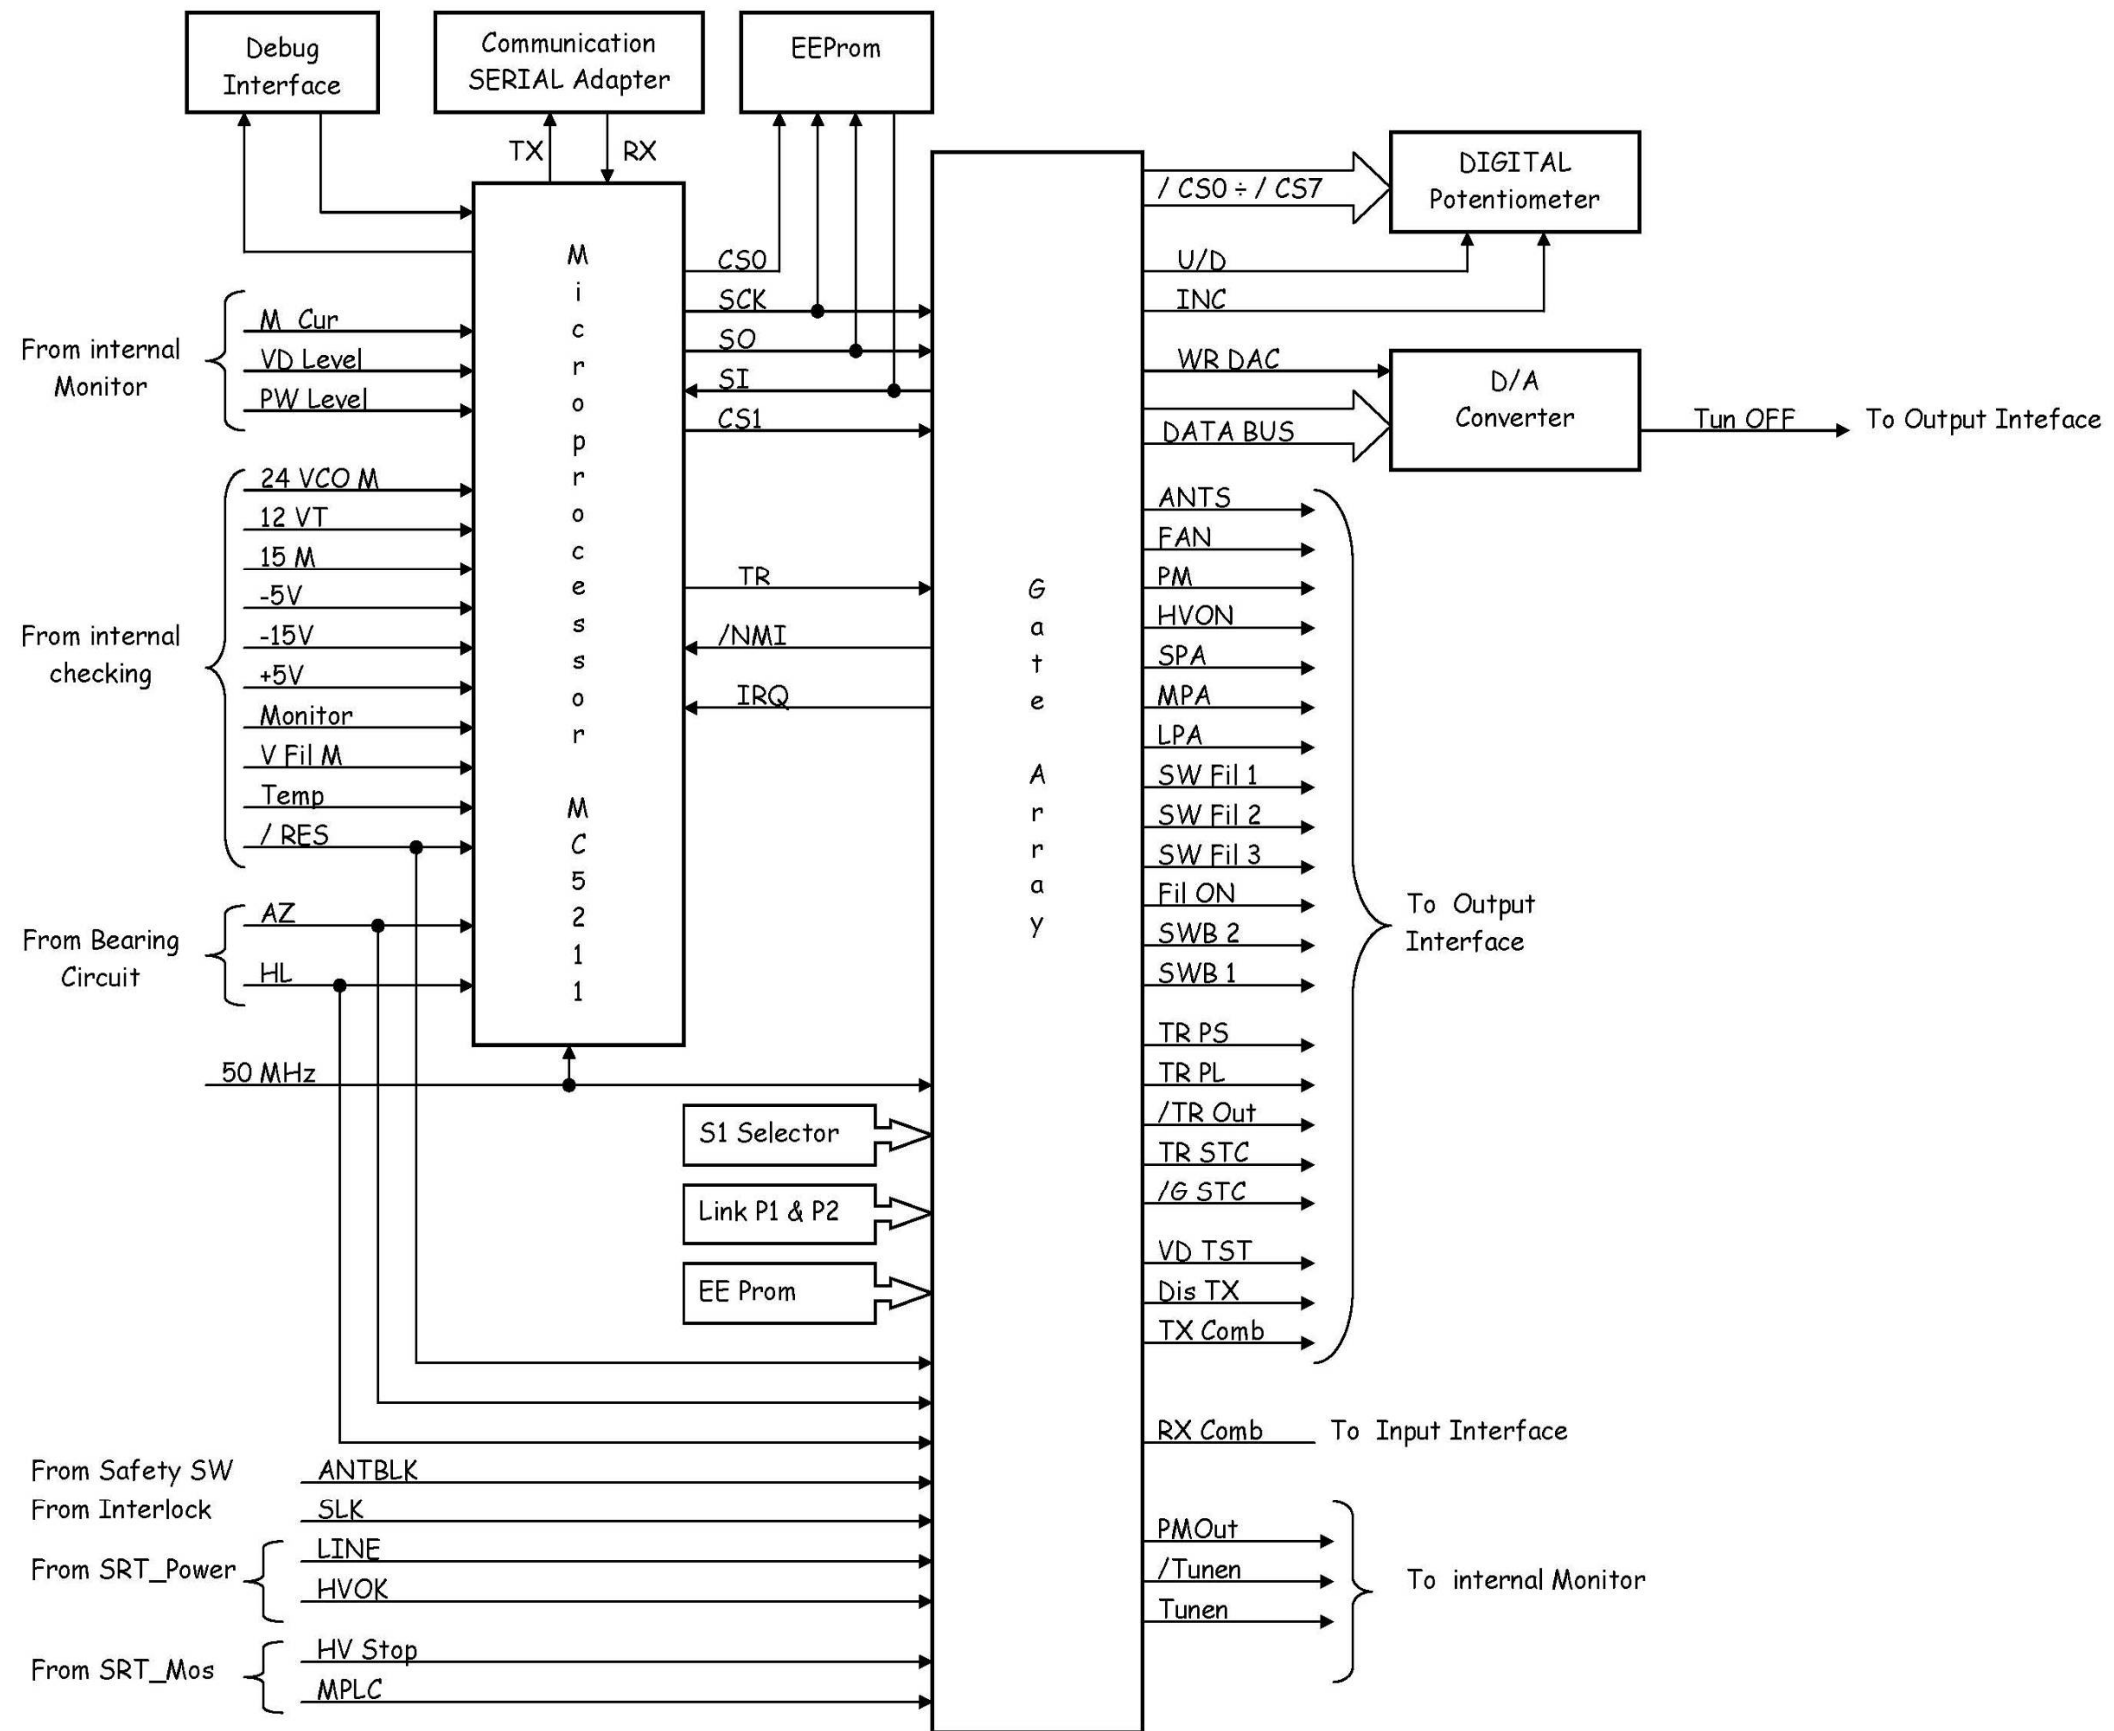 Debug
Interface
Communication
SERIAL Adapter
EEProm
TX
RX
DIGITAL
Potentiometer
/ CS0 ÷ / CS7
U/D
INC
Microprocessor MC5211
CS0
SCK
SO
SI
CS1
TR
/NMI
IRQ
From internal
Monitor
M Cur
VD Level
PW Level
From internal
checking
24 VCO M
12 VT
15 M
-5V
-15V
+5V
Monitor
V Fil M
Temp
/ RES
From Bearing
Circuit
AZ
HL
50 MHz
S1 Selector
Link P1 & P2
EE Prom
Gate Array
WR DAC
DATA BUS
D/A
Converter
Tun OFF
To Output Inteface
ANTS
FAN
PM
HVON
SPA
MPA
LPA
SW Fil 1
SW Fil 2
SW Fil 3
Fil ON
SWB 2
SWB 1
TR PS
TR PL
/TR Out
TR STC
/G STC
VD TST
Dis TX
TX Comb
To Output
Interface
RX Comb
To Input Interface
PMOut
/Tunen
Tunen
To internal Monitor
From Safety SW
ANTBLK
From Interlock
SLK
From SRT_Power
LINE
HVOK
From SRT_Mos
HV Stop
MPLC